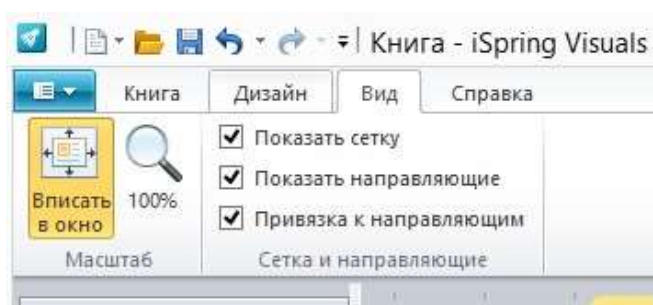 Книга - iSpring Visuals
Книга Дизайн Вид Справка
Вписать в окно
100%
Масштаб
Показать сетку
Показать направляющие
Привязка к направляющим
Сетка и направляющие